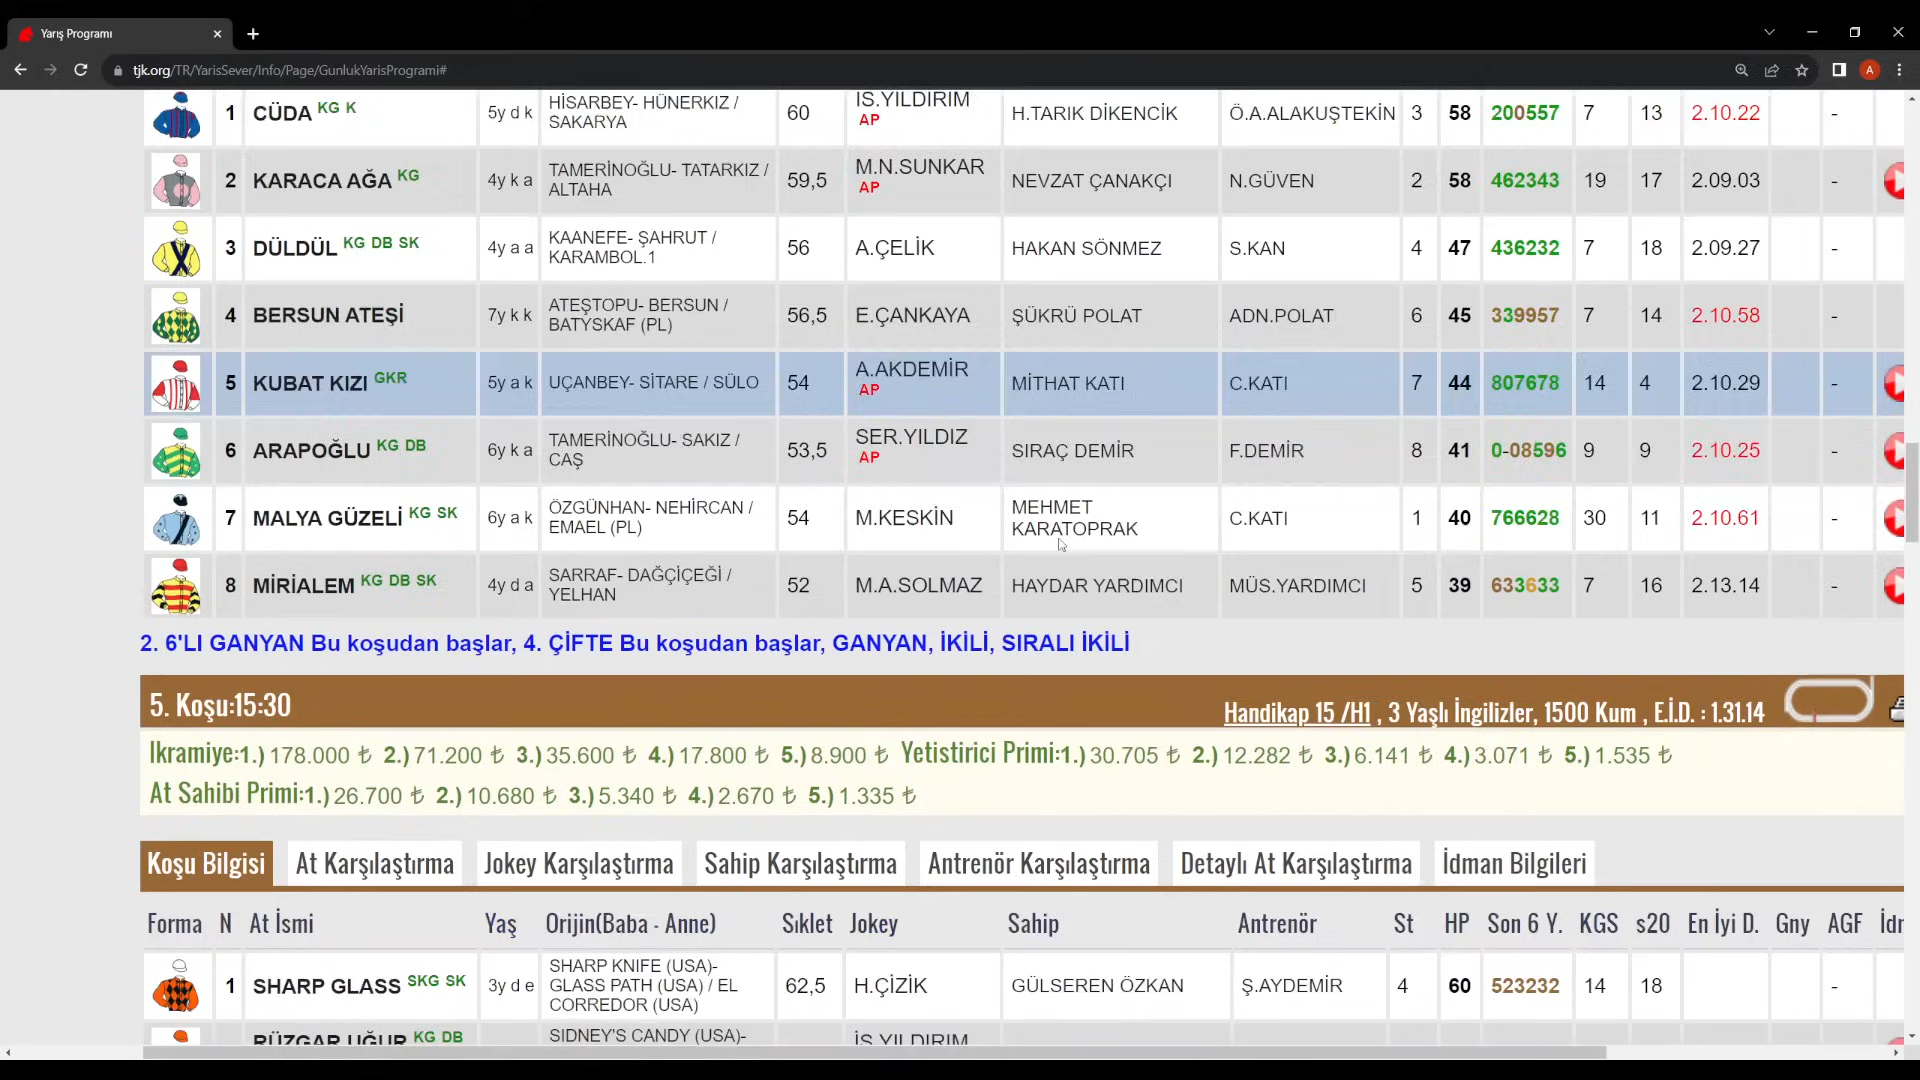 Yarış Programı
tjk.org/TR/YarisSever/Info/Page/GunlukYarisProgrami#
A
1 CÜDA KG K 5y d k HİSARBEY- HÜNERKIZ / SAKARYA 60 İS.YILDIRIM AP H.TARIK DİKENCİK Ö.A.ALAKUŞTEKİN 3 58 200557 7 13 2.10.22 -
2 KARACA AĞA KG 4y k a TAMERİNOĞLU- TATARKIZ / ALTAHA 59,5 M.N.SUNKAR AP NEVZAT ÇANAKÇI N.GÜVEN 2 58 462343 19 17 2.09.03 -
3 DÜLDÜL KG DB SK 4y a a KAANEFE- ŞAHRUT / KARAMBOL.1 56 A.ÇELİK HAKAN SÖNMEZ S.KAN 4 47 436232 7 18 2.09.27 -
4 BERSUN ATEŞİ 7y k k ATEŞTOPU- BERSUN / BATYSKAF (PL) 56,5 E.ÇANKAYA ŞÜKRÜ POLAT ADN.POLAT 6 45 339957 7 14 2.10.58 -
5 KUBAT KIZI GKR 5y a k UÇANBEY- SİTARE / SÜLO 54 A.AKDEMİR AP MİTHAT KATI C.KATI 7 44 807678 14 4 2.10.29 -
6 ARAPOĞLU KG DB 6y k a TAMERİNOĞLU- SAKIZ / CAŞ 53,5 SER.YILDIZ AP SIRAÇ DEMİR F.DEMİR 8 41 0-08596 9 9 2.10.25 -
7 MALYA GÜZELİ KG SK 6y a k ÖZGÜNHAN- NEHİRCAN / EMAEL (PL) 54 M.KESKİN MEHMET KARATOPRAK C.KATI 1 40 766628 30 11 2.10.61 -
8 MİRİALEM KG DB SK 4y d a SARRAF- DAĞÇİÇEĞİ / YELHAN 52 M.A.SOLMAZ HAYDAR YARDIMCI MÜS.YARDIMCI 5 39 633633 7 16 2.13.14 -
2. 6'LI GANYAN Bu koşudan başlar, 4. ÇİFTE Bu koşudan başlar, GANYAN, İKİLİ, SIRALI İKİLİ
5. Koşu:15:30 Handikap 15 /H1 , 3 Yaşlı İngilizler, 1500 Kum , E.İ.D. : 1.31.14
Ikramiye:1.) 178.000 ₺ 2.) 71.200 ₺ 3.) 35.600 ₺ 4.) 17.800 ₺ 5.) 8.900 ₺ Yetistirici Primi:1.) 30.705 ₺ 2.) 12.282 ₺ 3.) 6.141 ₺ 4.) 3.071 ₺ 5.) 1.535 ₺
At Sahibi Primi:1.) 26.700 ₺ 2.) 10.680 ₺ 3.) 5.340 ₺ 4.) 2.670 ₺ 5.) 1.335 ₺
Koşu Bilgisi At Karşılaştırma Jokey Karşılaştırma Sahip Karşılaştırma Antrenör Karşılaştırma Detaylı At Karşılaştırma İdman Bilgileri
Forma N At İsmi Yaş Orijin(Baba - Anne) Sıklet Jokey Sahip Antrenör St HP Son 6 Y. KGS s20 En İyi D. Gny AGF İdr
1 SHARP GLASS SKG SK 3y d e SHARP KNIFE (USA)- GLASS PATH (USA) / EL CORREDOR (USA) 62,5 H.ÇİZİK GÜLSEREN ÖZKAN Ş.AYDEMİR 4 60 523232 14 18 -
RÜZGAR UĞUR KG DB SIDNEY'S CANDY (USA)- İS.YILDIRIM